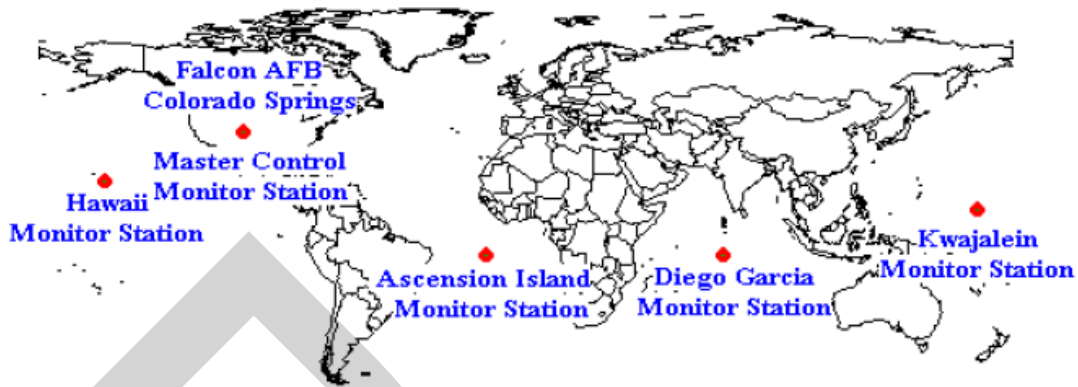 Falcon AFB
Colorado Springs
Master Control
Monitor Station
Hawaii
Monitor Station
Ascension Island
Monitor Station
Diego Garcia
Monitor Station
Kwajalein
Monitor Station